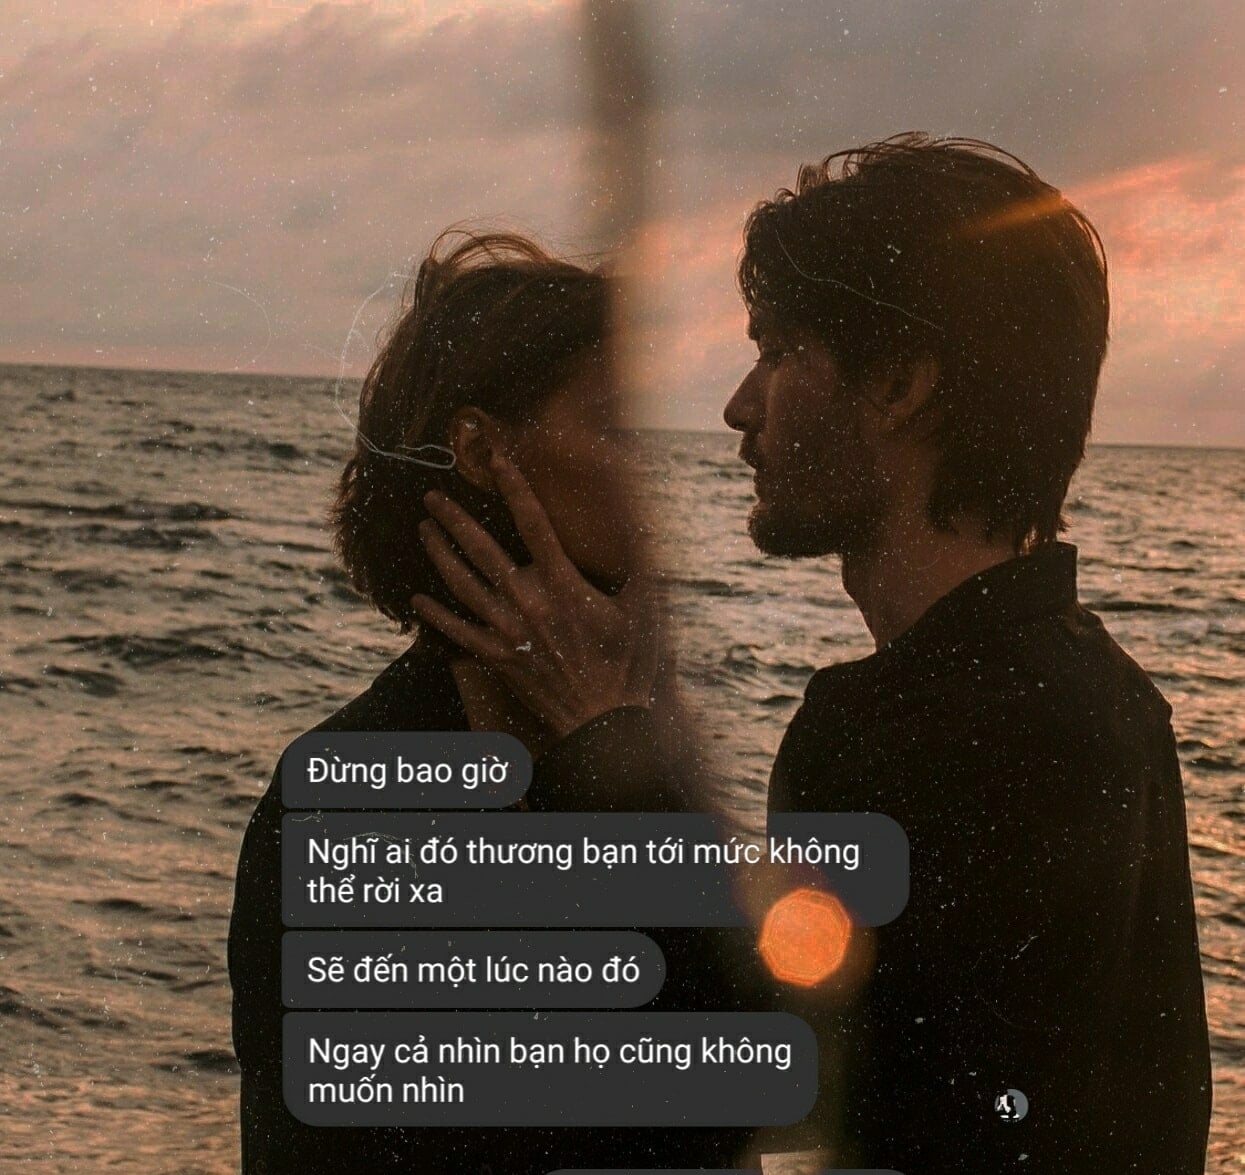 Đừng bao giờ
Nghĩ ai đó thương bạn tới mức không
thể rời xa
Sẽ đến một lúc nào đó
Ngay cả nhìn bạn họ cũng không
muốn nhìn